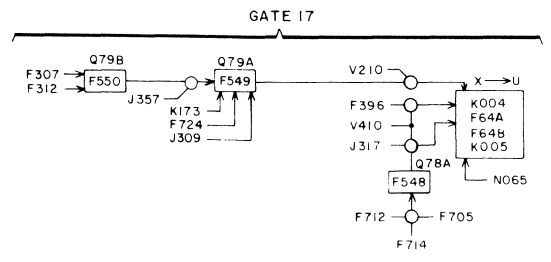 GATE 17
Q79B
Q79A
V210
X → U
F307
F312
F550
F549
J357
K173
F724
J309
F396
V410
J317
K004
F64A
F64B
K005
Q78A
F548
N065
F712
F705
F714